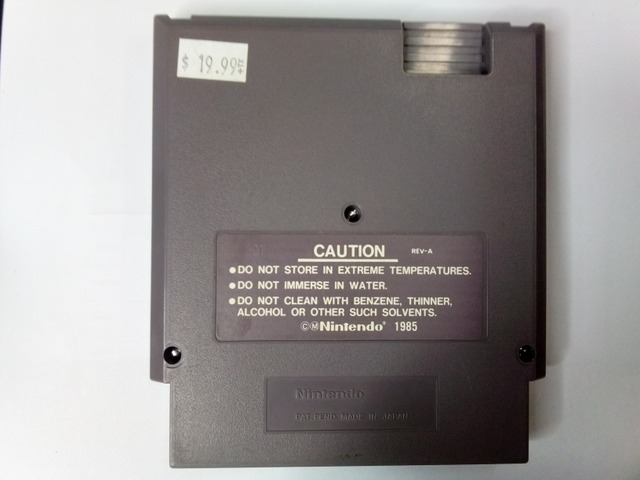 $ 19.99
CAUTION REV-A
●DO NOT STORE IN EXTREME TEMPERATURES.
●DO NOT IMMERSE IN WATER.
●DO NOT CLEAN WITH BENZENE, THINNER,
ALCOHOL OR OTHER SUCH SOLVENTS.
©ⓂNintendo® 1985
Nintendo®
PAT. PEND. MADE IN JAPAN